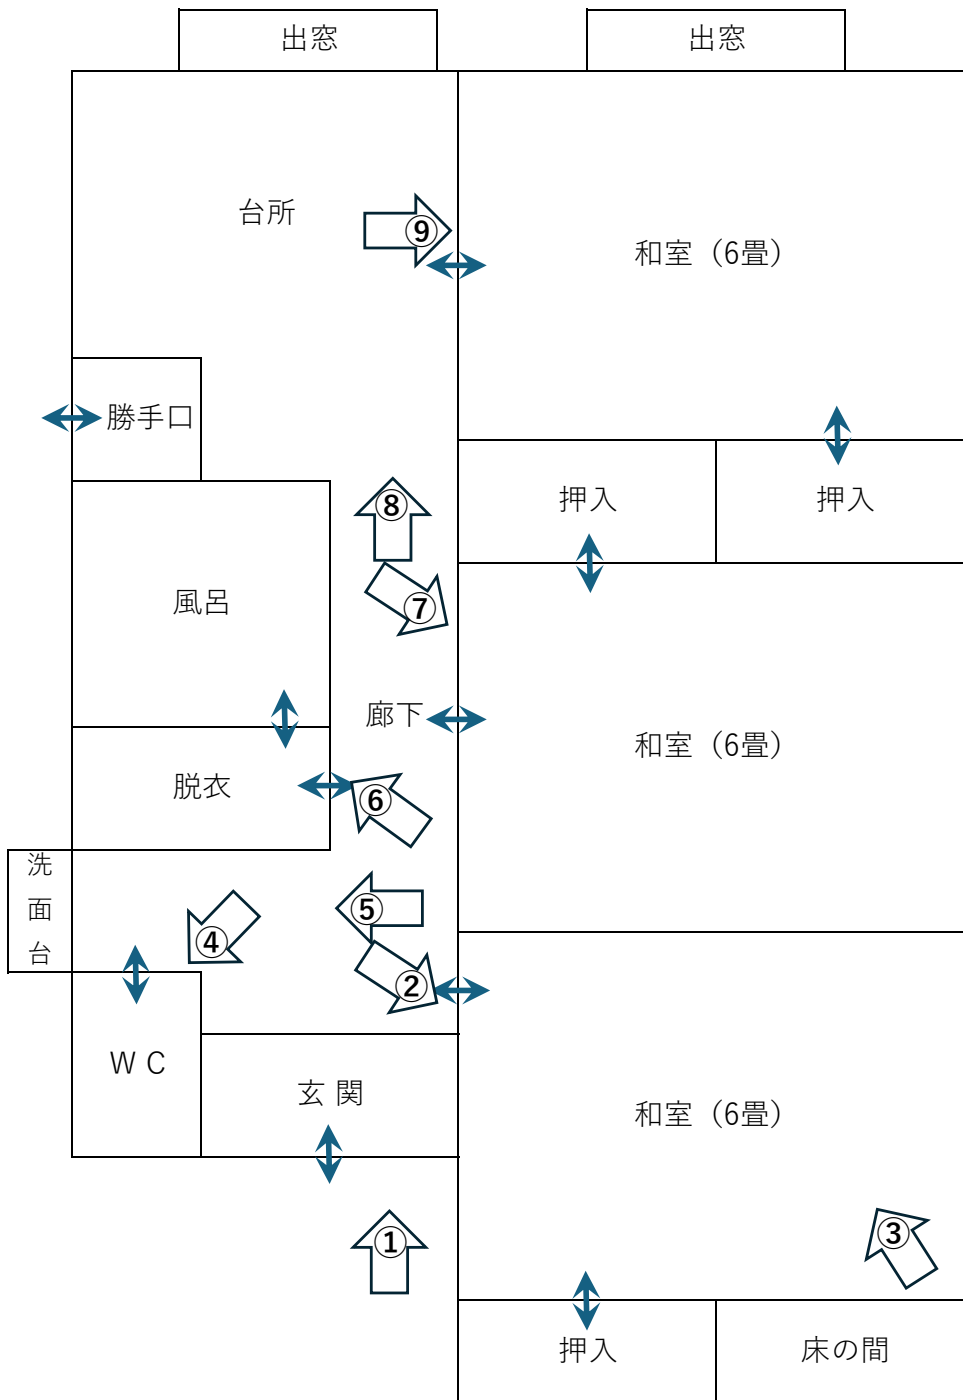 出窓
出窓
台所
⑨
和室（6畳）
勝手口
⑧
押入
押入
風呂
⑦
廊下
和室（6畳）
脱衣
⑥
洗面台
⑤
④
②
ＷＣ
玄 関
和室（6畳）
①
③
押入
床の間